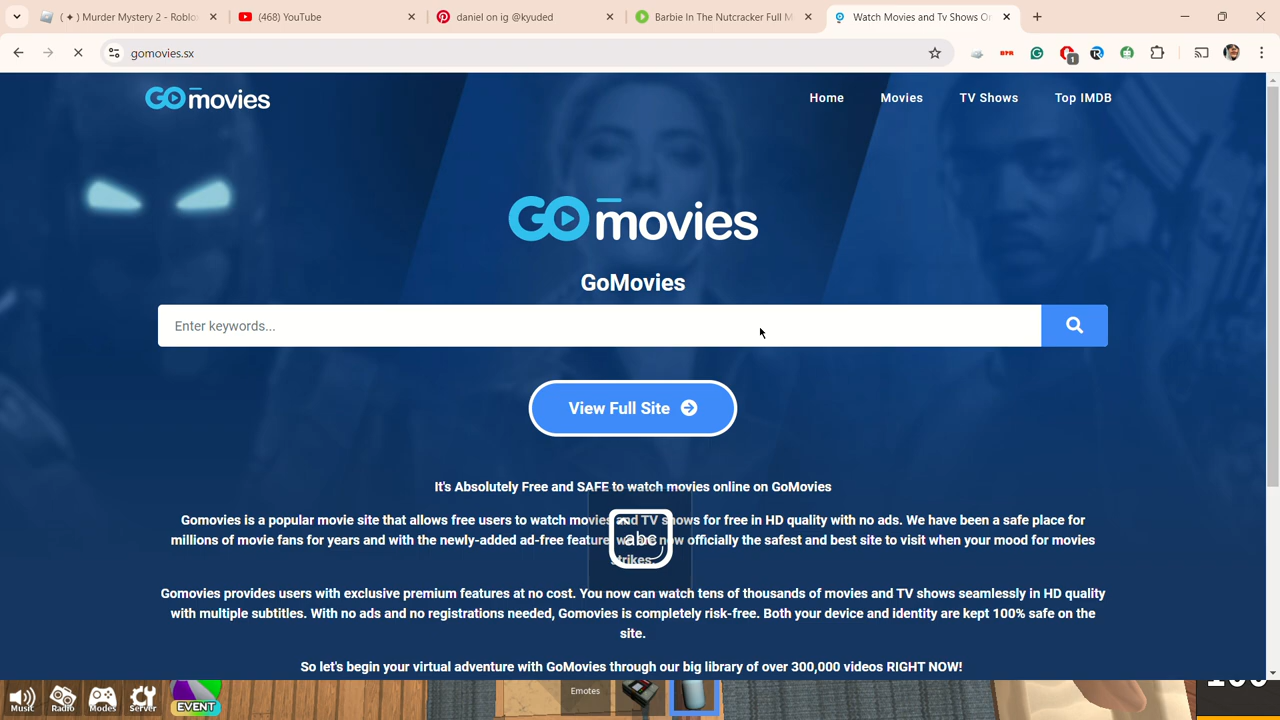 ( ✦ ) Murder Mystery 2 - Roblo
(468) YouTube
daniel on ig @kyuded
Barbie In The Nutcracker Full M
Watch Movies and Tv Shows O
gomovies.sx
1
GOmovies
Home Movies TV Shows Top IMDB
GOmovies
GoMovies
Enter keywords...
View Full Site
It's Absolutely Free and SAFE to watch movies online on GoMovies
Gomovies is a popular movie site that allows free users to watch movies and TV shows for free in HD quality with no ads. We have been a safe place for
millions of movie fans for years and with the newly-added ad-free feature, we're now officially the safest and best site to visit when your mood for movies
strikes.
abc
Gomovies provides users with exclusive premium features at no cost. You now can watch tens of thousands of movies and TV shows seamlessly in HD quality
with multiple subtitles. With no ads and no registrations needed, Gomovies is completely risk-free. Both your device and identity are kept 100% safe on the
site.
So let's begin your virtual adventure with GoMovies through our big library of over 300,000 videos RIGHT NOW!
Music Radio Modes Server EVENT
Emotes